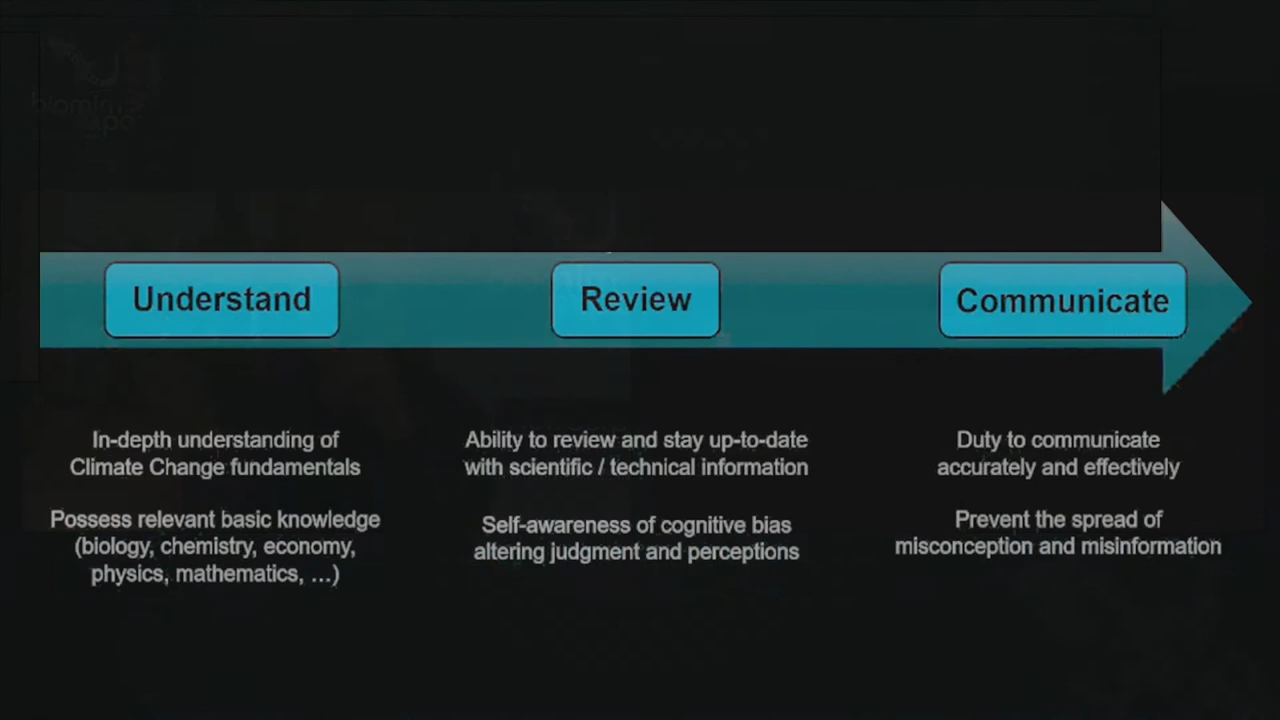 Understand
Review
Communicate
In-depth understanding of
Climate Change fundamentals
Possess relevant basic knowledge
(biology, chemistry, economy,
physics, mathematics, ...)
Ability to review and stay up-to-date
with scientific / technical information
Self-awareness of cognitive bias
altering judgment and perceptions
Duty to communicate
accurately and effectively
Prevent the spread of
misconception and misinformation